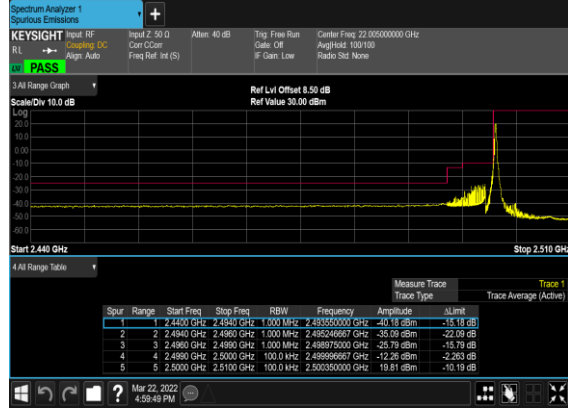 Spectrum Analyzer 1
Spurious Emissions
KEYSIGHT Input: RF Input Z: 50 Ω Atten: 40 dB Trig: Free Run Center Freq: 22.005000000 GHz
RL Coupling: DC Corr CCorr Gate: Off Avg|Hold: 100/100
Align: Auto Freq Ref: Int (S) IF Gain: Low Radio Std: None
PASS
3 All Range Graph
Ref Lvl Offset 8.50 dB
Scale/Div 10.0 dB Ref Value 30.00 dBm
Log
20.0
10.0
0.00
-10.0
-20.0
-30.0
-40.0
-50.0
-60.0
Start 2.440 GHz Stop 2.510 GHz
4 All Range Table
Measure Trace Trace 1
Trace Type Trace Average (Active)
Spur Range Start Freq Stop Freq RBW Frequency Amplitude ΔLimit
1 1 2.4400 GHz 2.4940 GHz 1.000 MHz 2.493550000 GHz -40.18 dBm -15.18 dB
2 2 2.4940 GHz 2.4960 GHz 1.000 MHz 2.495246667 GHz -35.09 dBm -22.09 dB
3 3 2.4960 GHz 2.4990 GHz 1.000 MHz 2.498975000 GHz -25.79 dBm -15.79 dB
4 4 2.4990 GHz 2.5000 GHz 100.0 kHz 2.499996667 GHz -12.26 dBm -2.263 dB
5 5 2.5000 GHz 2.5100 GHz 100.0 kHz 2.500350000 GHz 19.81 dBm -10.19 dB
Mar 22, 2022
4:59:49 PM